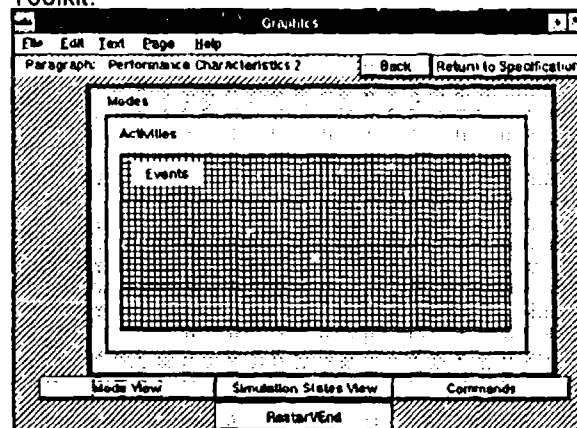 Toolkit:
Graphics
File Edit Text Page Help
Paragraph: Performance Characteristics 2 Back Return to Specification
Modes
Activities
Events
Mode View Simulation States View Commands
Restart/End